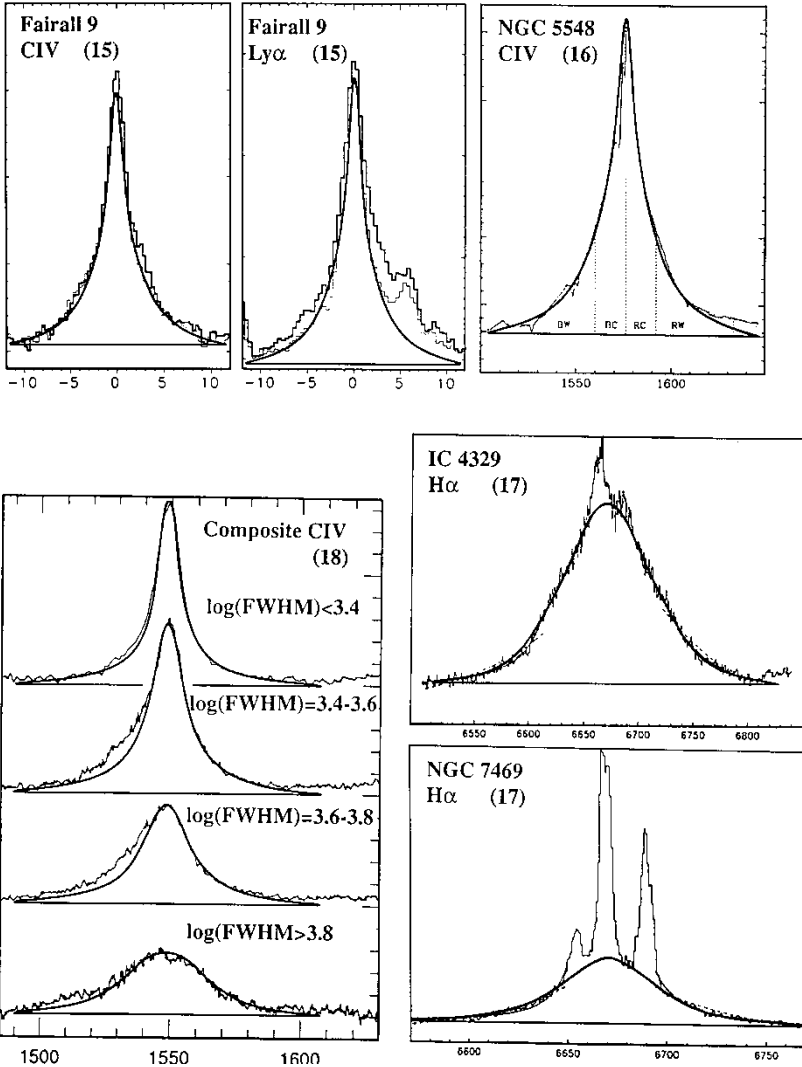 Fairall 9
CIV (15)
-10 -5 0 5 10
Fairall 9
Lyα (15)
-10 -5 0 5 10
NGC 5548
CIV (16)
BW BC RC RW
1550 1600
Composite CIV
(18)
log(FWHM)<3.4
log(FWHM)=3.4-3.6
log(FWHM)=3.6-3.8
log(FWHM>3.8
1500 1550 1600
IC 4329
Hα (17)
6550 6600 6650 6700 6750 6800
NGC 7469
Hα (17)
6600 6650 6700 6750